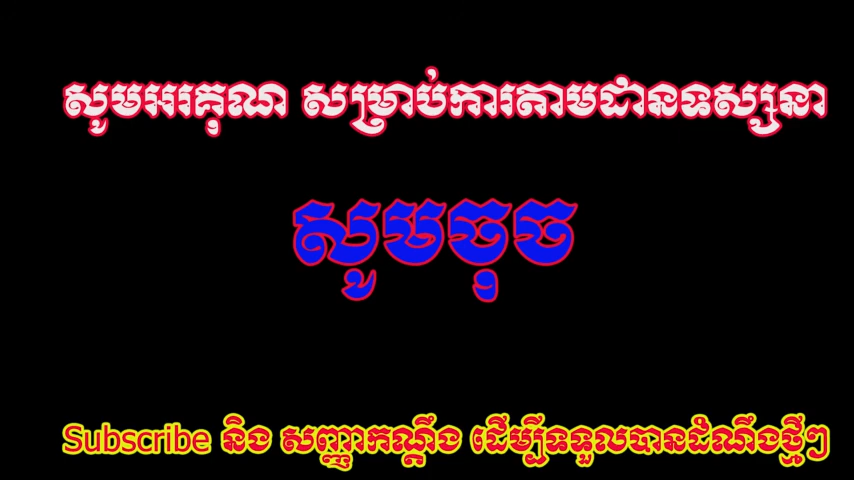 សូមអរគុណ សម្រាប់ការតាមដានទស្សនា
សូមចុច
Subscribe និង សញ្ញាកណ្ដឹង ដើម្បីទទួលបានដំណឹងថ្មីៗ